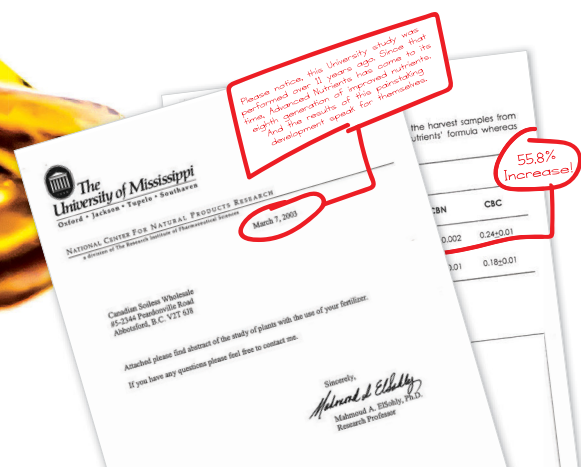 Please notice, this University study was
performed over 11 years ago. Since that
time, Advanced Nutrients has come to its
eighth generation of improved nutrients.
And the results of this painstaking
development speak for themselves.
The
University of Mississippi
Oxford • Jackson • Tupelo • Southaven
NATIONAL CENTER FOR NATURAL PRODUCTS RESEARCH
a division of The Research Institute of Pharmaceutical Sciences
March 7, 2003
Canadian Soiless Wholesale
#5-2344 Peardonville Road
Abbotsford, B.C. V2T 6J8
Attached please find abstract of the study of plants with the use of your fertilizer.
If you have any questions please feel free to contact me.
Sincerely,
Mahmoud A. ElSohly
Mahmoud A. ElSohly, Ph.D.
Research Professor
the harvest samples from
utrients' formula whereas
55.8%
Increase!
CBN CBC
0.002 0.24±0.01
0.01 0.18±0.01